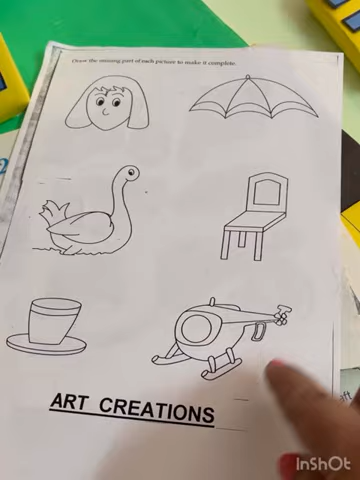 Draw the missing part of each picture to make it complete.
ART CREATIONS
InShOt